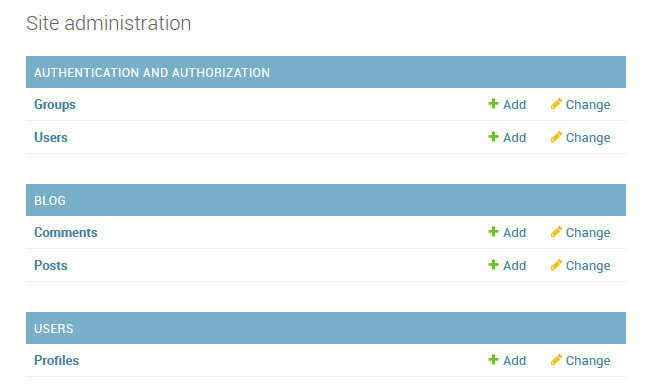 Site administration
AUTHENTICATION AND AUTHORIZATION
Groups Add Change
Users Add Change
BLOG
Comments Add Change
Posts Add Change
USERS
Profiles Add Change